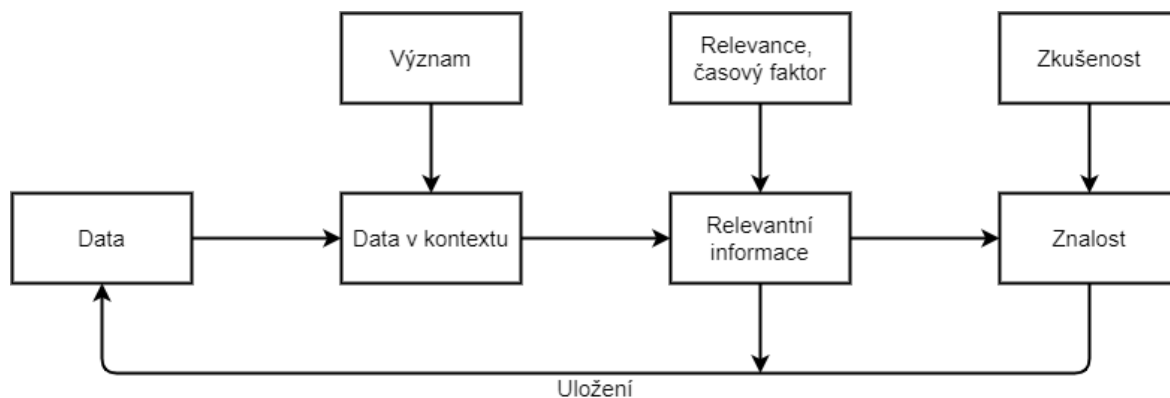 Význam
Relevance,
časový faktor
Zkušenost
Data
Data v kontextu
Relevantní
informace
Znalost
Uložení